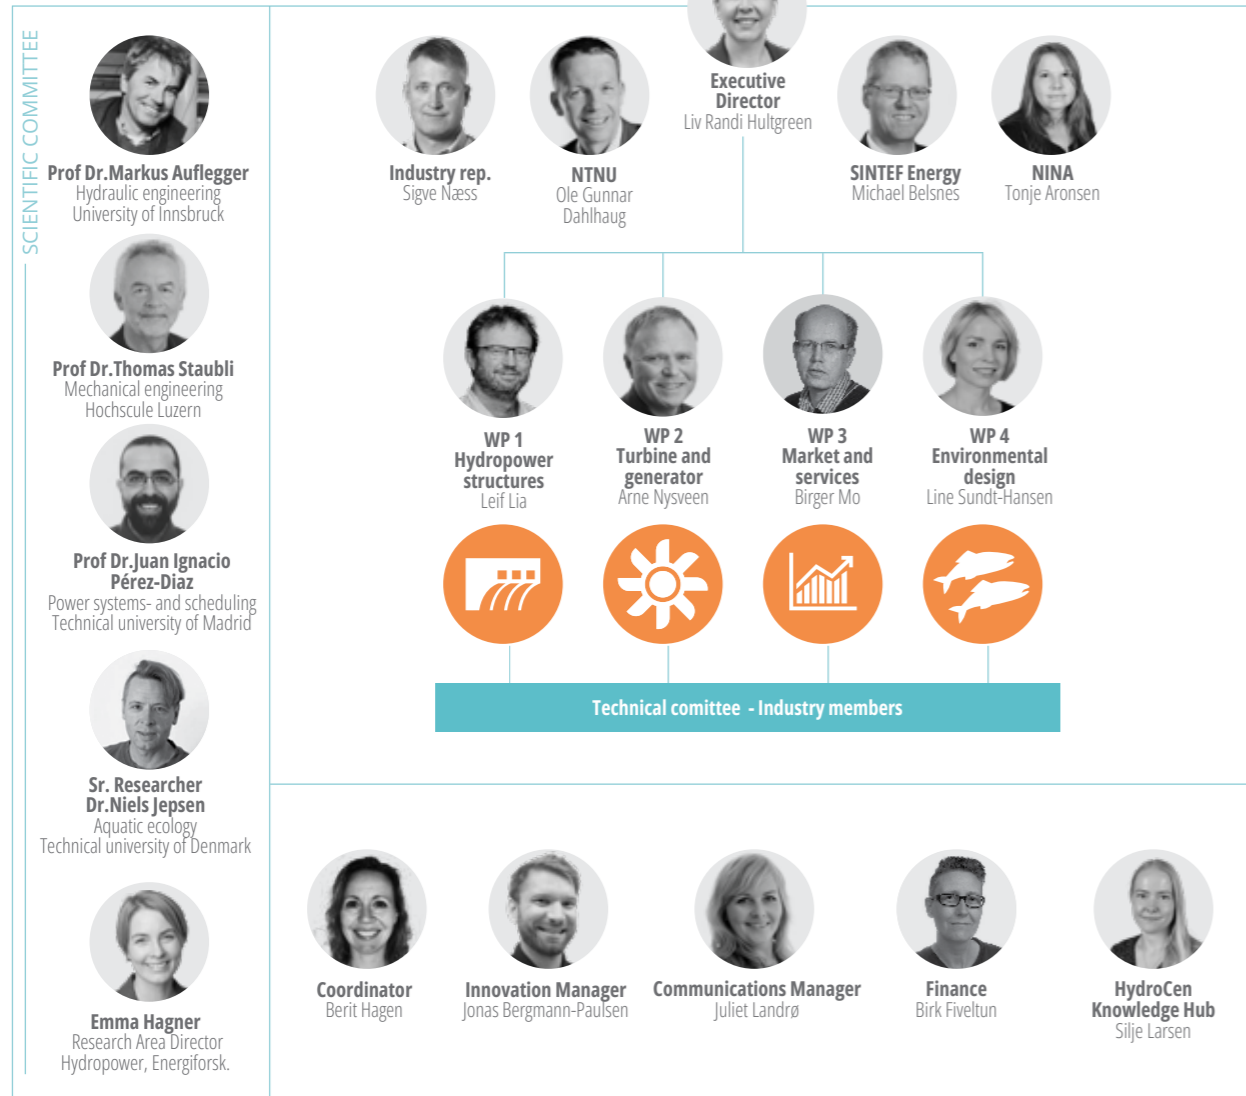 SCIENTIFIC COMMITTEE
Prof Dr.Markus Auflegger
Hydraulic engineering
University of Innsbruck
Prof Dr.Thomas Staubli
Mechanical engineering
Hochscule Luzern
Prof Dr.Juan Ignacio
Pérez-Diaz
Power systems- and scheduling
Technical university of Madrid
Sr. Researcher
Dr.Niels Jepsen
Aquatic ecology
Technical university of Denmark
Emma Hagner
Research Area Director
Hydropower, Energiforsk.
Industry rep.
Sigve Næss
NTNU
Ole Gunnar
Dahlhaug
Executive
Director
Liv Randi Hultgreen
SINTEF Energy
Michael Belsnes
NINA
Tonje Aronsen
WP 1
Hydropower
structures
Leif Lia
WP 2
Turbine and
generator
Arne Nysveen
WP 3
Market and
services
Birger Mo
WP 4
Environmental
design
Line Sundt-Hansen
Technical comittee - Industry members
Coordinator
Berit Hagen
Innovation Manager
Jonas Bergmann-Paulsen
Communications Manager
Juliet Landrø
Finance
Birk Fiveltun
HydroCen
Knowledge Hub
Silje Larsen